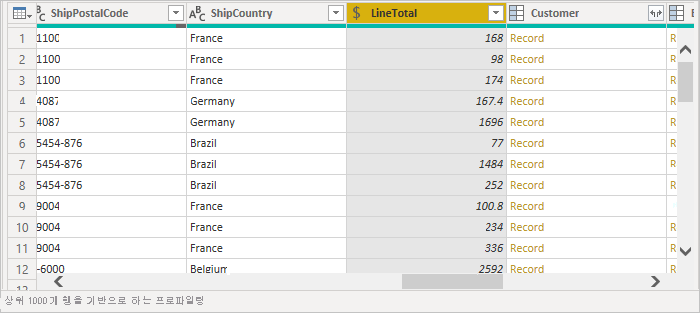 ShipPostalCode ABC ShipCountry $ LineTotal Customer
1 1100 France 168 Record R
2 1100 France 98 Record R
3 1100 France 174 Record R
4 4087 Germany 167.4 Record R
5 4087 Germany 1696 Record R
6 5454-876 Brazil 77 Record R
7 5454-876 Brazil 1484 Record R
8 5454-876 Brazil 252 Record R
9 9004 France 100.8 Record
10 9004 France 234 Record R
11 9004 France 336 Record R
12 -6000 Belgium 2592 Record R
상위 1000개 행을 기반으로 하는 프로파일링